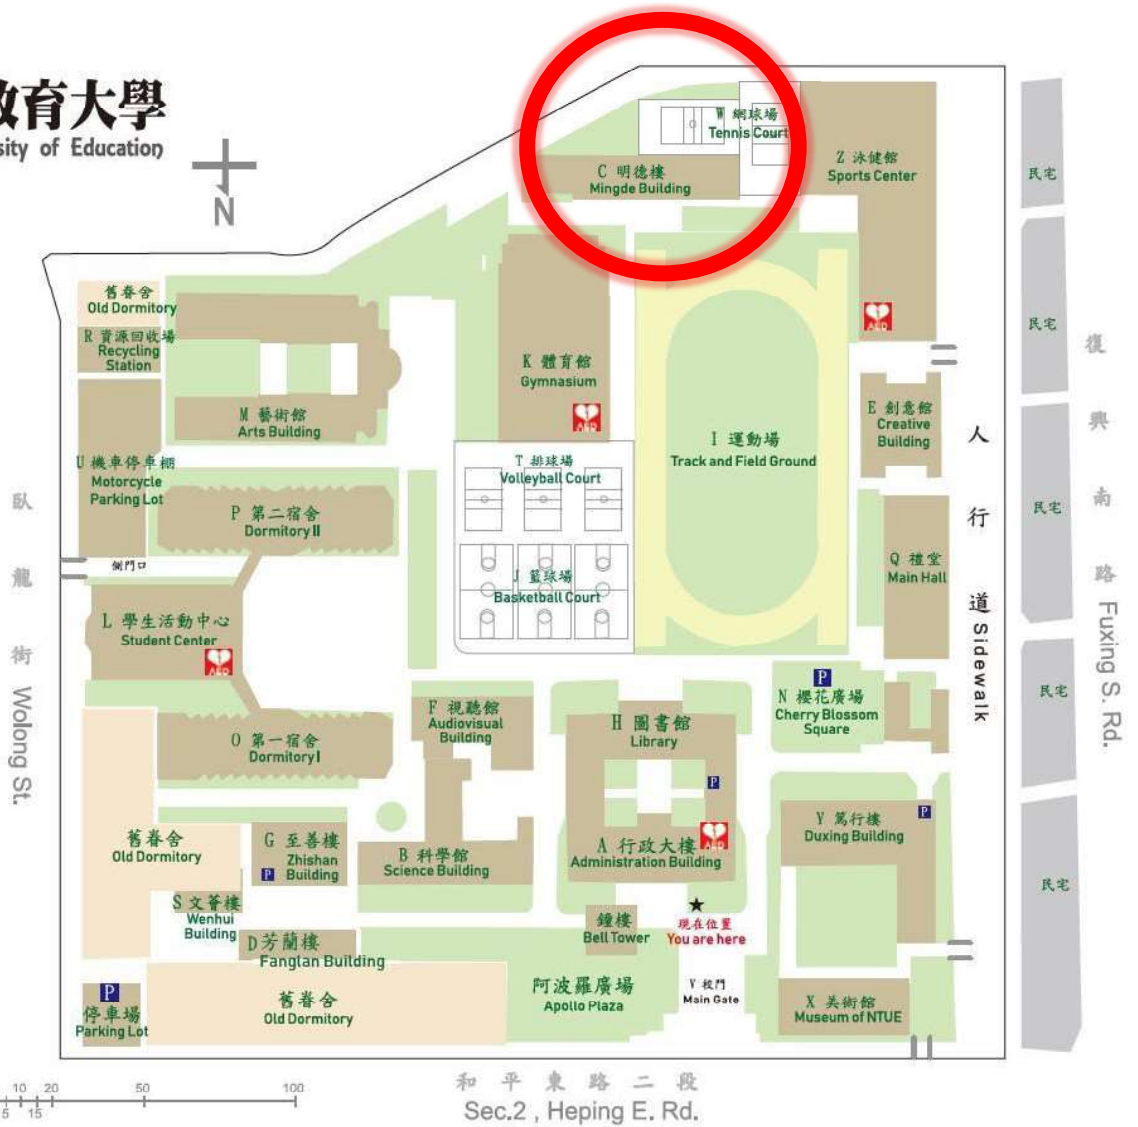 教育大學
sity of Education
N
W 網球場
Tennis Court
C 明德樓
Mingde Building
Z 泳健館
Sports Center
民宅
舊眷舍
Old Dormitory
R 資源回收場
Recycling
Station
AED
民宅
復興南路 Fuxing S. Rd.
K 體育館
Gymnasium
AED
M 藝術館
Arts Building
E 創意館
Creative
Building
人行道 Sidewalk
I 運動場
Track and Field Ground
U 機車停車棚
Motorcycle
Parking Lot
T 排球場
Volleyball Court
P 第二宿舍
Dormitory II
民宅
臥龍街 Wolong St.
側門口
Q 禮堂
Main Hall
J 籃球場
Basketball Court
L 學生活動中心
Student Center
AED
P
N 櫻花廣場
Cherry Blossom
Square
民宅
F 視聽館
Audiovisual
Building
H 圖書館
Library
P
O 第一宿舍
Dormitory I
舊眷舍
Old Dormitory
G 至善樓
Zhishan
Building
P
B 科學館
Science Building
A 行政大樓
Administration Building
AED
Y 篤行樓
Duxing Building
P
民宅
S 文薈樓
Wenhui
Building
鐘樓
Bell Tower
★
現在位置
You are here
D 芳蘭樓
Fanglan Building
P
停車場
Parking Lot
舊眷舍
Old Dormitory
阿波羅廣場
Apollo Plaza
V 校門
Main Gate
X 美術館
Museum of NTUE
10 20 50 100
5 15
和平東路二段
Sec.2 , Heping E. Rd.